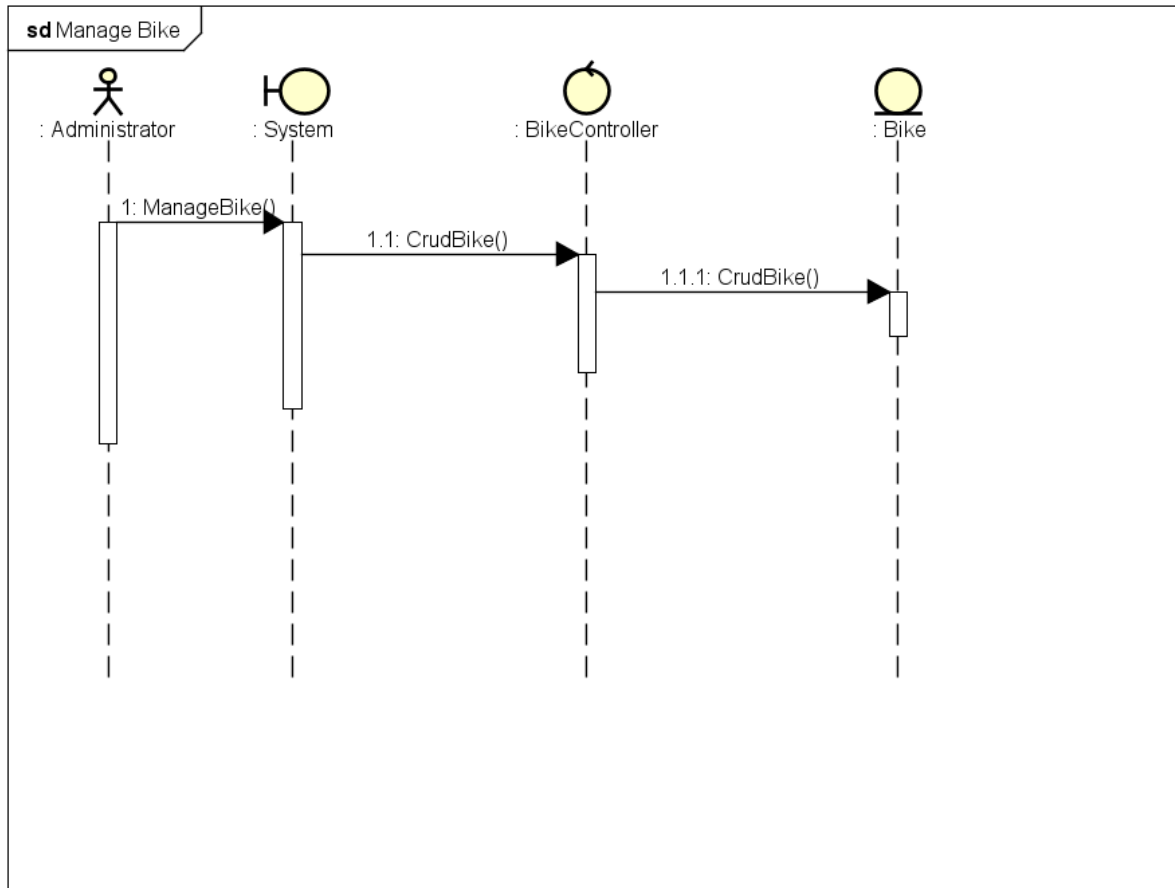 sd Manage Bike
: Administrator
: System
: BikeController
: Bike
1: ManageBike()
1.1: CrudBike()
1.1.1: CrudBike()